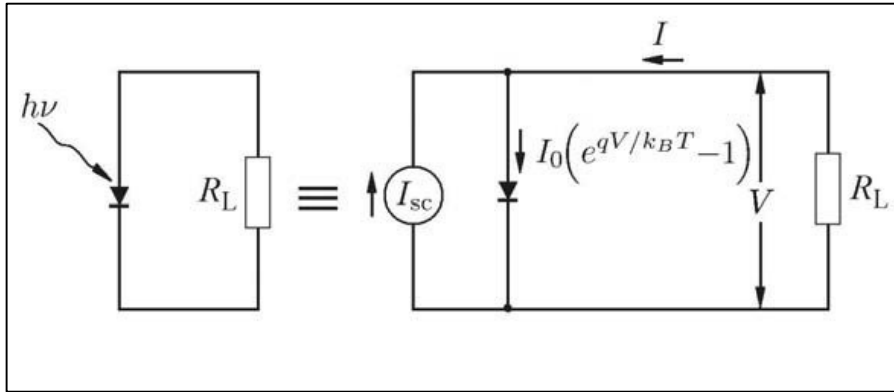 hν
R_L
≡
I_sc
I
I_0(e^{qV/k_BT}−1)
V
R_L